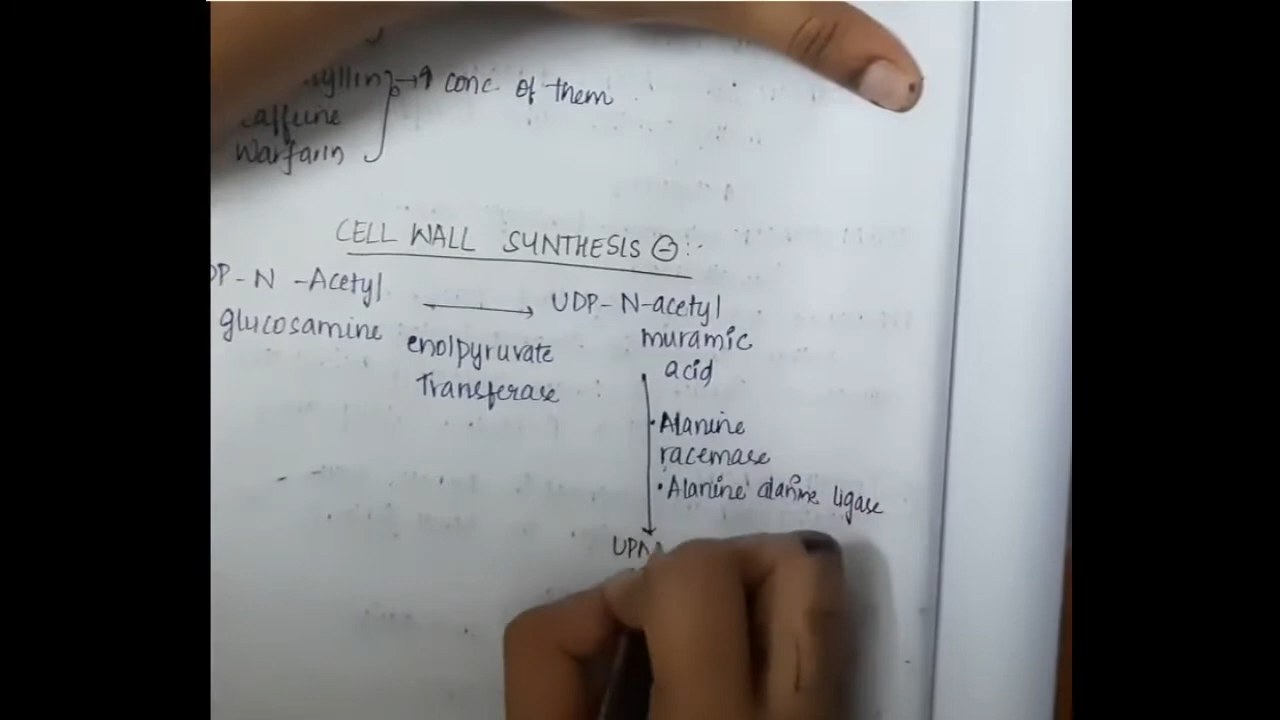 conc of them
caffeine
Warfarin
CELL WALL SYNTHESIS ⊖:-
DP-N-Acetyl
glucosamine
enolpyruvate
Transferase
UDP-N-acetyl
muramic
acid
• Alanine
racemase
• Alanine alanine ligase